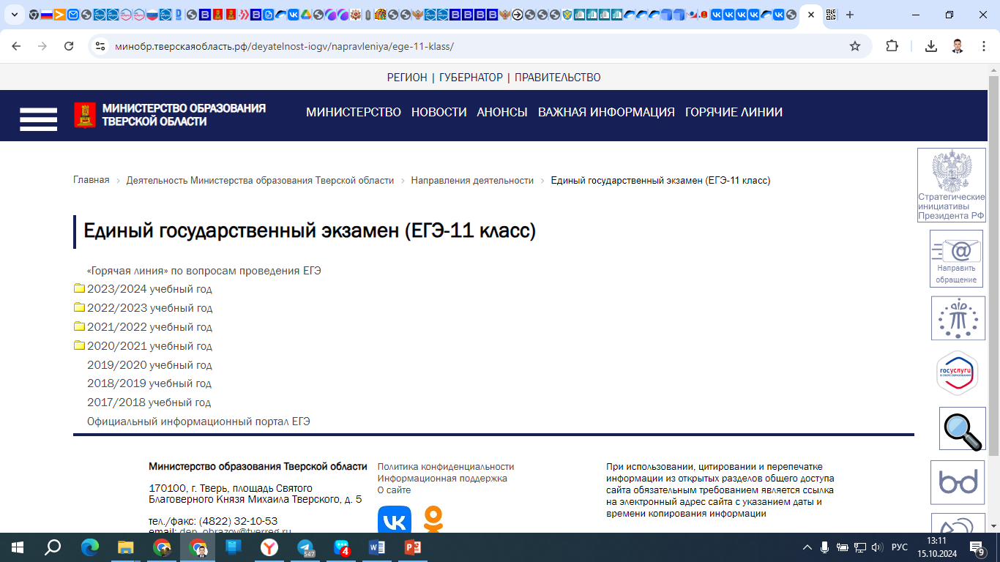 минобр.тверскаяобласть.рф/deyatelnost-iogv/napravleniya/ege-11-klass/
РЕГИОН | ГУБЕРНАТОР | ПРАВИТЕЛЬСТВО
МИНИСТЕРСТВО ОБРАЗОВАНИЯ
ТВЕРСКОЙ ОБЛАСТИ
МИНИСТЕРСТВО НОВОСТИ АНОНСЫ ВАЖНАЯ ИНФОРМАЦИЯ ГОРЯЧИЕ ЛИНИИ
Главная › Деятельность Министерства образования Тверской области › Направления деятельности › Единый государственный экзамен (ЕГЭ-11 класс)
Стратегические
инициативы
Президента РФ
Единый государственный экзамен (ЕГЭ-11 класс)
Направить
обращение
«Горячая линия» по вопросам проведения ЕГЭ
2023/2024 учебный год
2022/2023 учебный год
2021/2022 учебный год
2020/2021 учебный год
2019/2020 учебный год
2018/2019 учебный год
2017/2018 учебный год
Официальный информационный портал ЕГЭ
госуслуги
Министерство образования Тверской области
170100, г. Тверь, площадь Святого
Благоверного Князя Михаила Тверского, д. 5
тел./факс: (4822) 32-10-53
email: dep_obrazov@tverreg.ru
Политика конфиденциальности
Информационная поддержка
О сайте
При использовании, цитировании и перепечатке
информации из открытых разделов общего доступа
сайта обязательным требованием является ссылка
на электронный адрес сайта с указанием даты и
времени копирования информации
547
4
РУС
13:11
15.10.2024
9